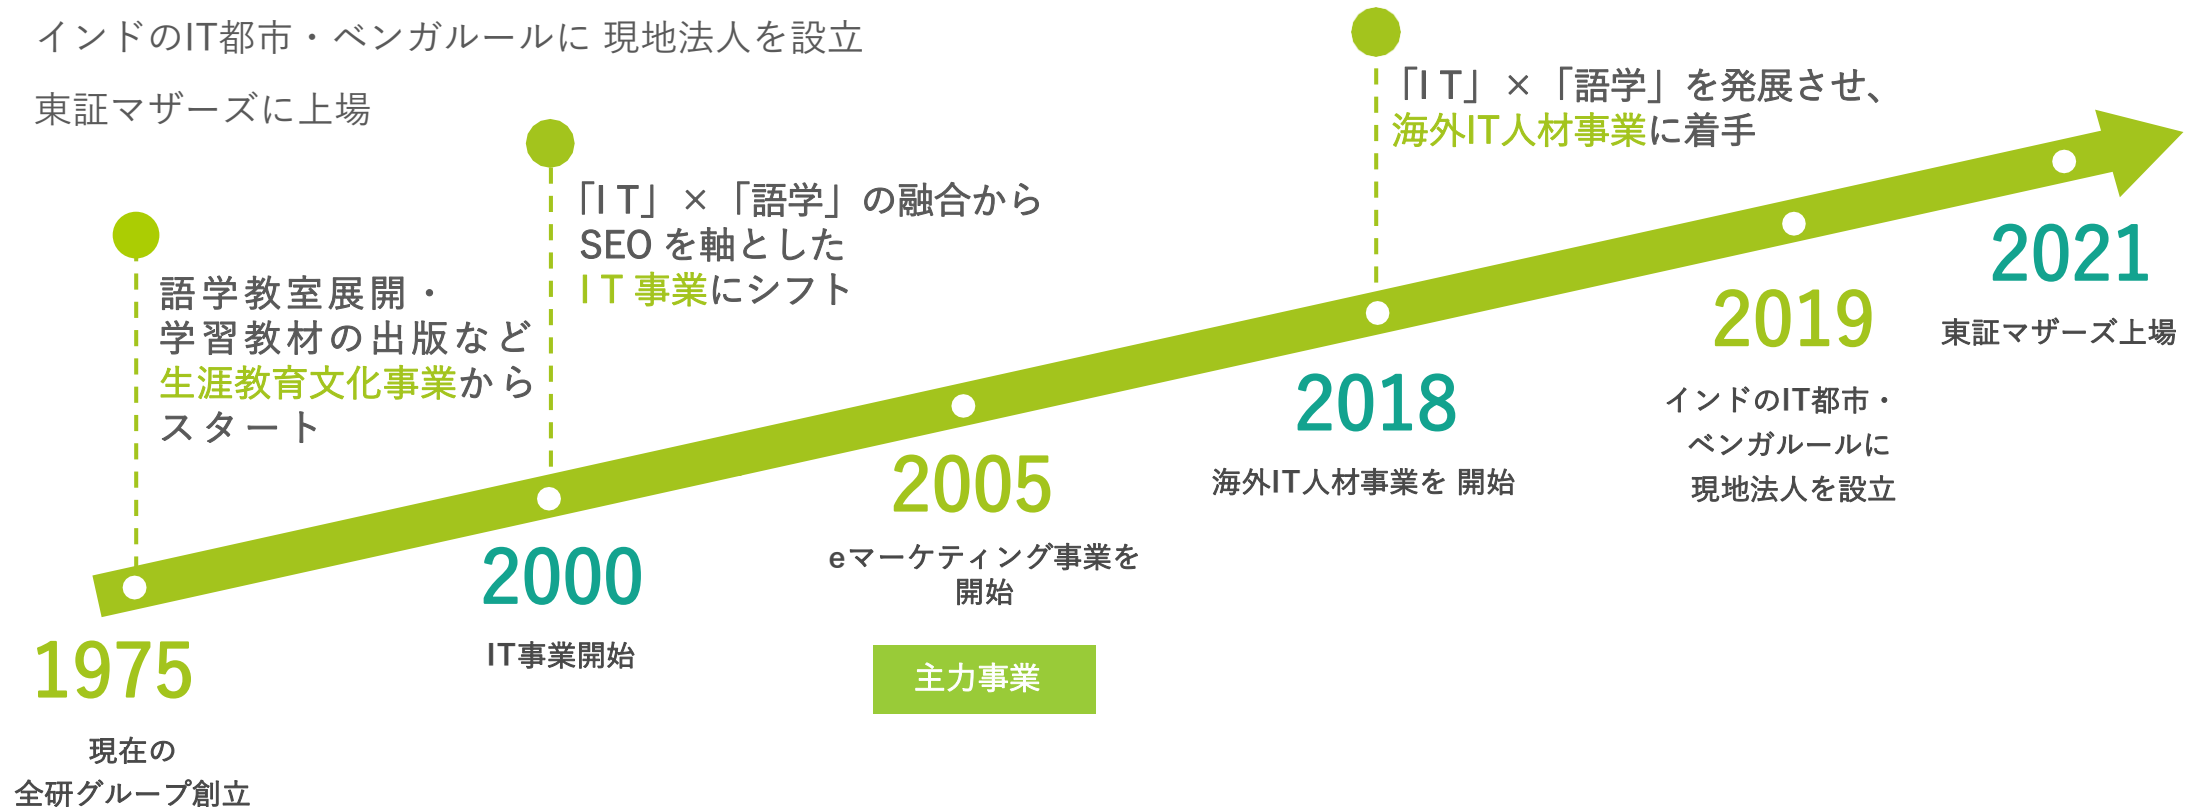 インドのIT都市・ベンガルールに 現地法人を設立
東証マザーズに上場
「IT」×「語学」を発展させ、
海外IT人材事業に着手
「IT」×「語学」の融合から
SEO を軸とした
IT 事業にシフト
語学教室展開・
学習教材の出版など
生涯教育文化事業から
スタート
1975
現在の
全研グループ創立
2000
IT事業開始
2005
eマーケティング事業を
開始
主力事業
2018
海外IT人材事業を 開始
2019
インドのIT都市・
ベンガルールに
現地法人を設立
2021
東証マザーズ上場